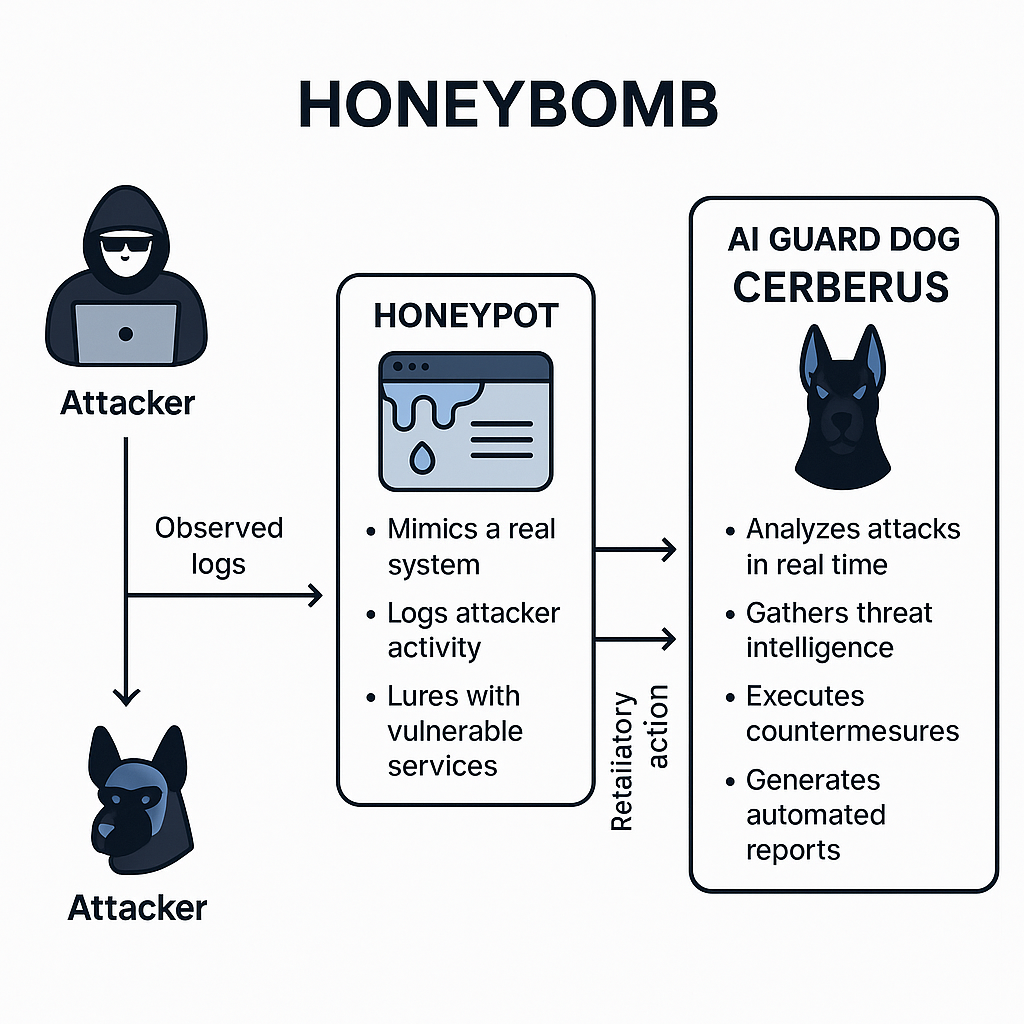 HONEYBOMB
Attacker
Observed
logs
Attacker
HONEYPOT
• Mimics a real
system
• Logs attacker
activity
• Lures with
vulnerable
services
Retaiiatory
action
AI GUARD DOG
CERBERUS
• Analyzes attacks
in real time
• Gathers threat
intelligence
• Executes
countermesures
• Generates
automated
reports